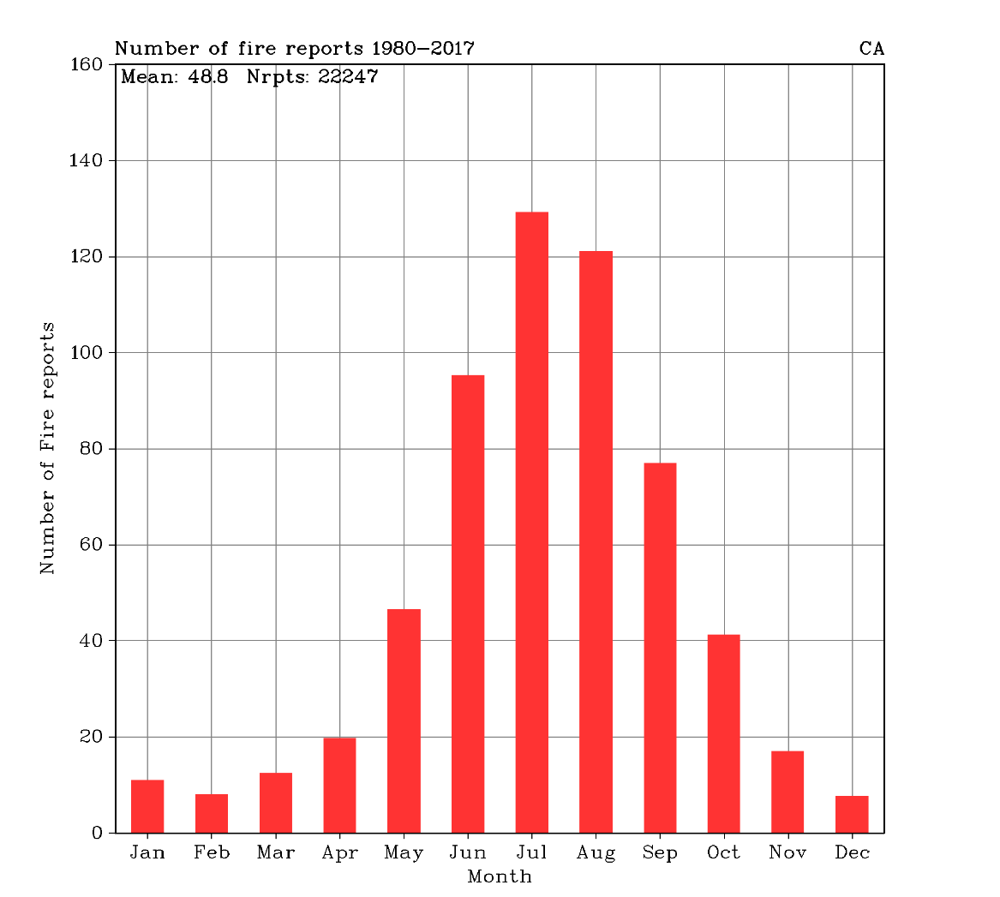 Number of fire reports 1980-2017 CA
Mean: 48.8 Nrpts: 22247
160
140
120
100
80
60
40
20
0
Number of Fire reports
Jan Feb Mar Apr May Jun Jul Aug Sep Oct Nov Dec
Month